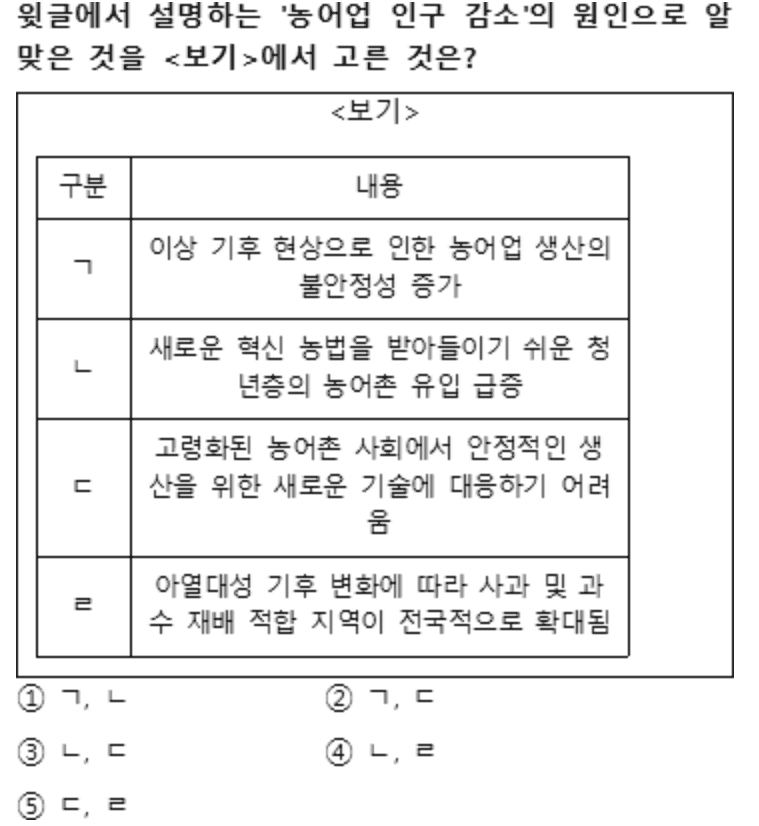 윗글에서 설명하는 '농어업 인구 감소'의 원인으로 알
맞은 것을 <보기>에서 고른 것은?
<보기>
구분 내용
ㄱ 이상 기후 현상으로 인한 농어업 생산의
불안정성 증가
ㄴ 새로운 혁신 농법을 받아들이기 쉬운 청
년층의 농어촌 유입 급증
ㄷ 고령화된 농어촌 사회에서 안정적인 생
산을 위한 새로운 기술에 대응하기 어려
움
ㄹ 아열대성 기후 변화에 따라 사과 및 과
수 재배 적합 지역이 전국적으로 확대됨
① ㄱ, ㄴ ② ㄱ, ㄷ
③ ㄴ, ㄷ ④ ㄴ, ㄹ
⑤ ㄷ, ㄹ